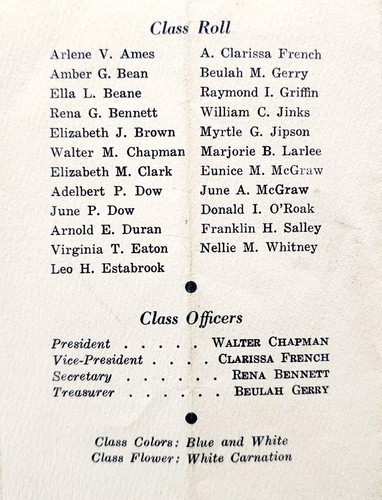 Class Roll
Arlene V. Ames
Amber G. Bean
Ella L. Beane
Rena G. Bennett
Elizabeth J. Brown
Walter M. Chapman
Elizabeth M. Clark
Adelbert P. Dow
June P. Dow
Arnold E. Duran
Virginia T. Eaton
Leo H. Estabrook
A. Clarissa French
Beulah M. Gerry
Raymond I. Griffin
William C. Jinks
Myrtle G. Jipson
Marjorie B. Larlee
Eunice M. McGraw
June A. McGraw
Donald I. O'Roak
Franklin H. Salley
Nellie M. Whitney
Class Officers
President . . . . . WALTER CHAPMAN
Vice-President . . . . CLARISSA FRENCH
Secretary . . . . . . RENA BENNETT
Treasurer . . . . . . BEULAH GERRY
Class Colors: Blue and White
Class Flower: White Carnation